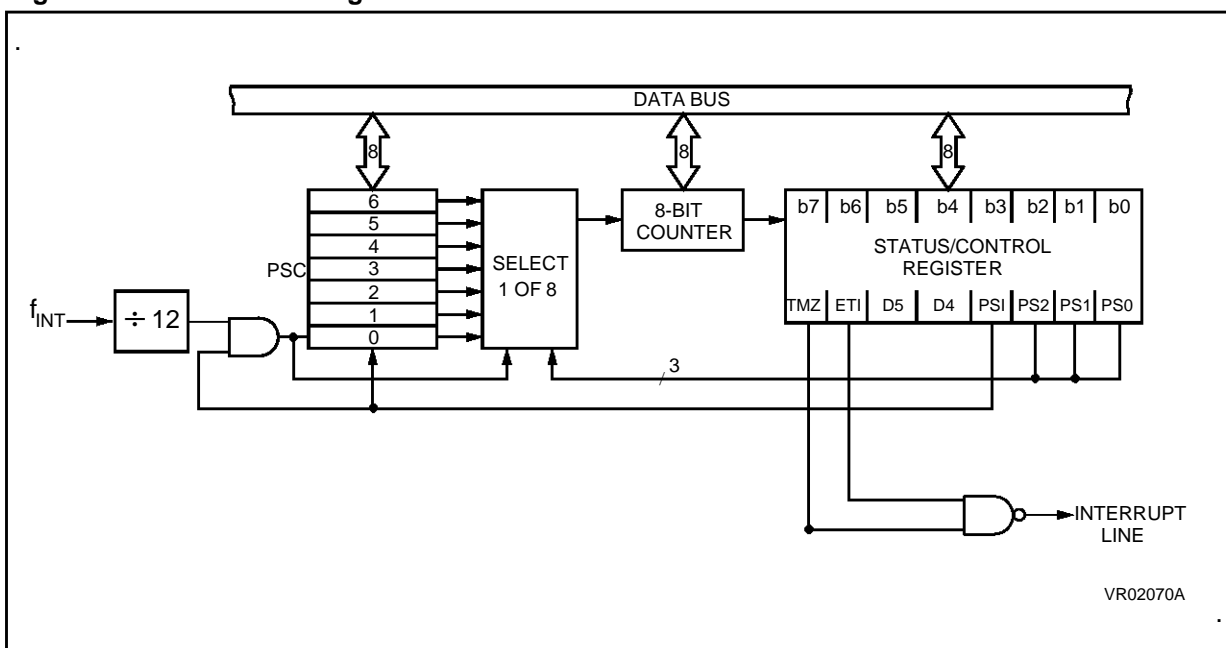 DATA BUS
8
8
8
6
5
4
3
2
1
0
PSC
f INT
÷ 12
SELECT
1 OF 8
8-BIT
COUNTER
b7 b6 b5 b4 b3 b2 b1 b0
STATUS/CONTROL
REGISTER
TMZ ETI D5 D4 PSI PS2 PS1 PS0
3
INTERRUPT
LINE
VR02070A